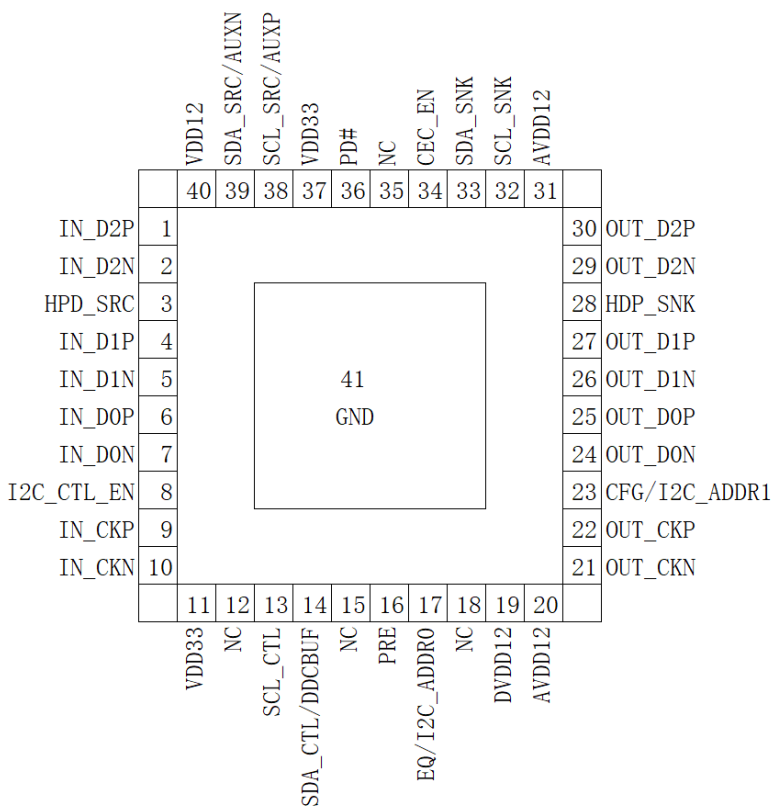 VDD12
SDA_SRC/AUXN
SCL_SRC/AUXP
VDD33
PD#
NC
CEC_EN
SDA_SNK
SCL_SNK
AVDD12
40 39 38 37 36 35 34 33 32 31
IN_D2P 1
30 OUT_D2P
IN_D2N 2
29 OUT_D2N
HPD_SRC 3
28 HDP_SNK
IN_D1P 4
27 OUT_D1P
IN_D1N 5
26 OUT_D1N
41
GND
IN_D0P 6
25 OUT_D0P
IN_D0N 7
24 OUT_D0N
I2C_CTL_EN 8
23 CFG/I2C_ADDR1
IN_CKP 9
22 OUT_CKP
IN_CKN 10
21 OUT_CKN
11 12 13 14 15 16 17 18 19 20
VDD33
NC
SCL_CTL
SDA_CTL/DDCBUF
NC
PRE
EQ/I2C_ADDR0
NC
DVDD12
AVDD12